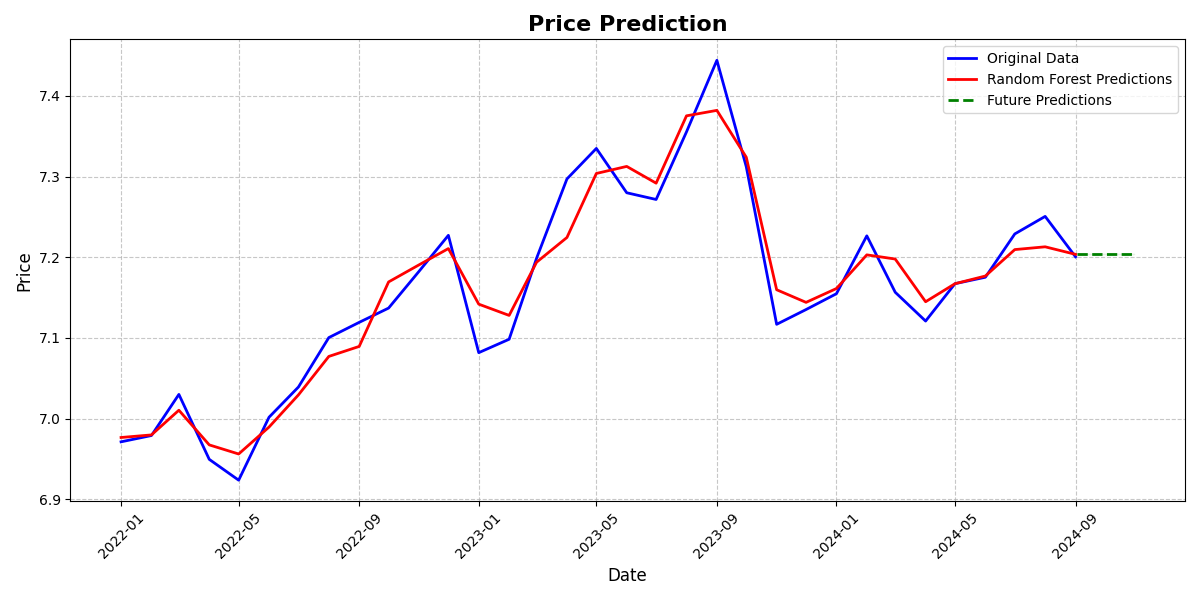 Price Prediction
Original Data
Random Forest Predictions
Future Predictions
Price
7.4
7.3
7.2
7.1
7.0
6.9
2022-01
2022-05
2022-09
2023-01
2023-05
2023-09
2024-01
2024-05
2024-09
Date